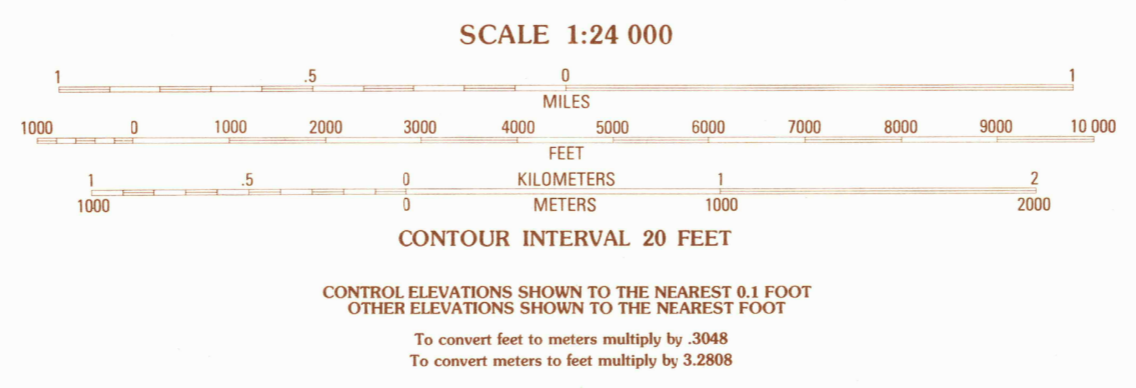 SCALE 1:24 000
1 .5 0 1
MILES
1000 0 1000 2000 3000 4000 5000 6000 7000 8000 9000 10 000
FEET
1 .5 0 KILOMETERS 1 2
1000 0 METERS 1000 2000
CONTOUR INTERVAL 20 FEET
CONTROL ELEVATIONS SHOWN TO THE NEAREST 0.1 FOOT
OTHER ELEVATIONS SHOWN TO THE NEAREST FOOT
To convert feet to meters multiply by .3048
To convert meters to feet multiply by 3.2808